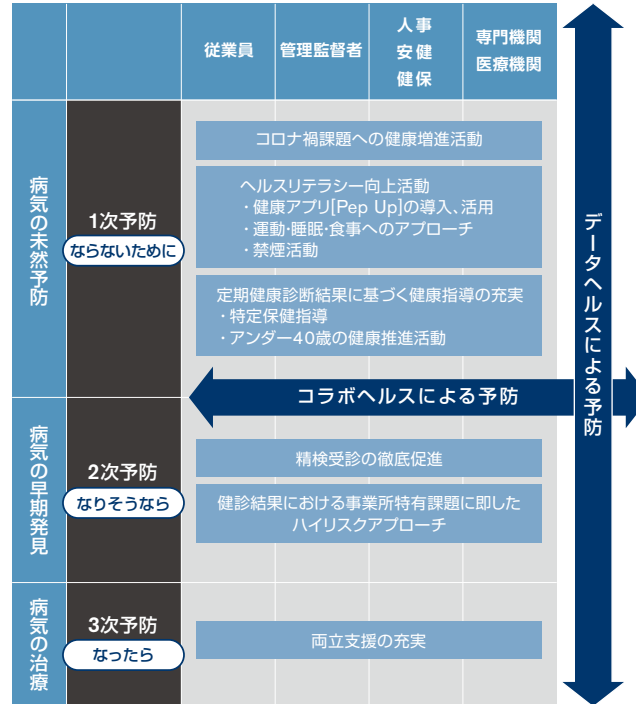 従業員
管理監督者
人事
安健
健保
専門機関
医療機関
病気の未然予防
1次予防
ならないために
コロナ禍課題への健康増進活動
ヘルスリテラシー向上活動
・健康アプリ[Pep Up]の導入、活用
・運動・睡眠・食事へのアプローチ
・禁煙活動
定期健康診断結果に基づく健康指導の充実
・特定保健指導
・アンダー40歳の健康推進活動
コラボヘルスによる予防
病気の早期発見
2次予防
なりそうなら
精検受診の徹底促進
健診結果における事業所特有課題に即した
ハイリスクアプローチ
病気の治療
3次予防
なったら
両立支援の充実
データヘルスによる予防